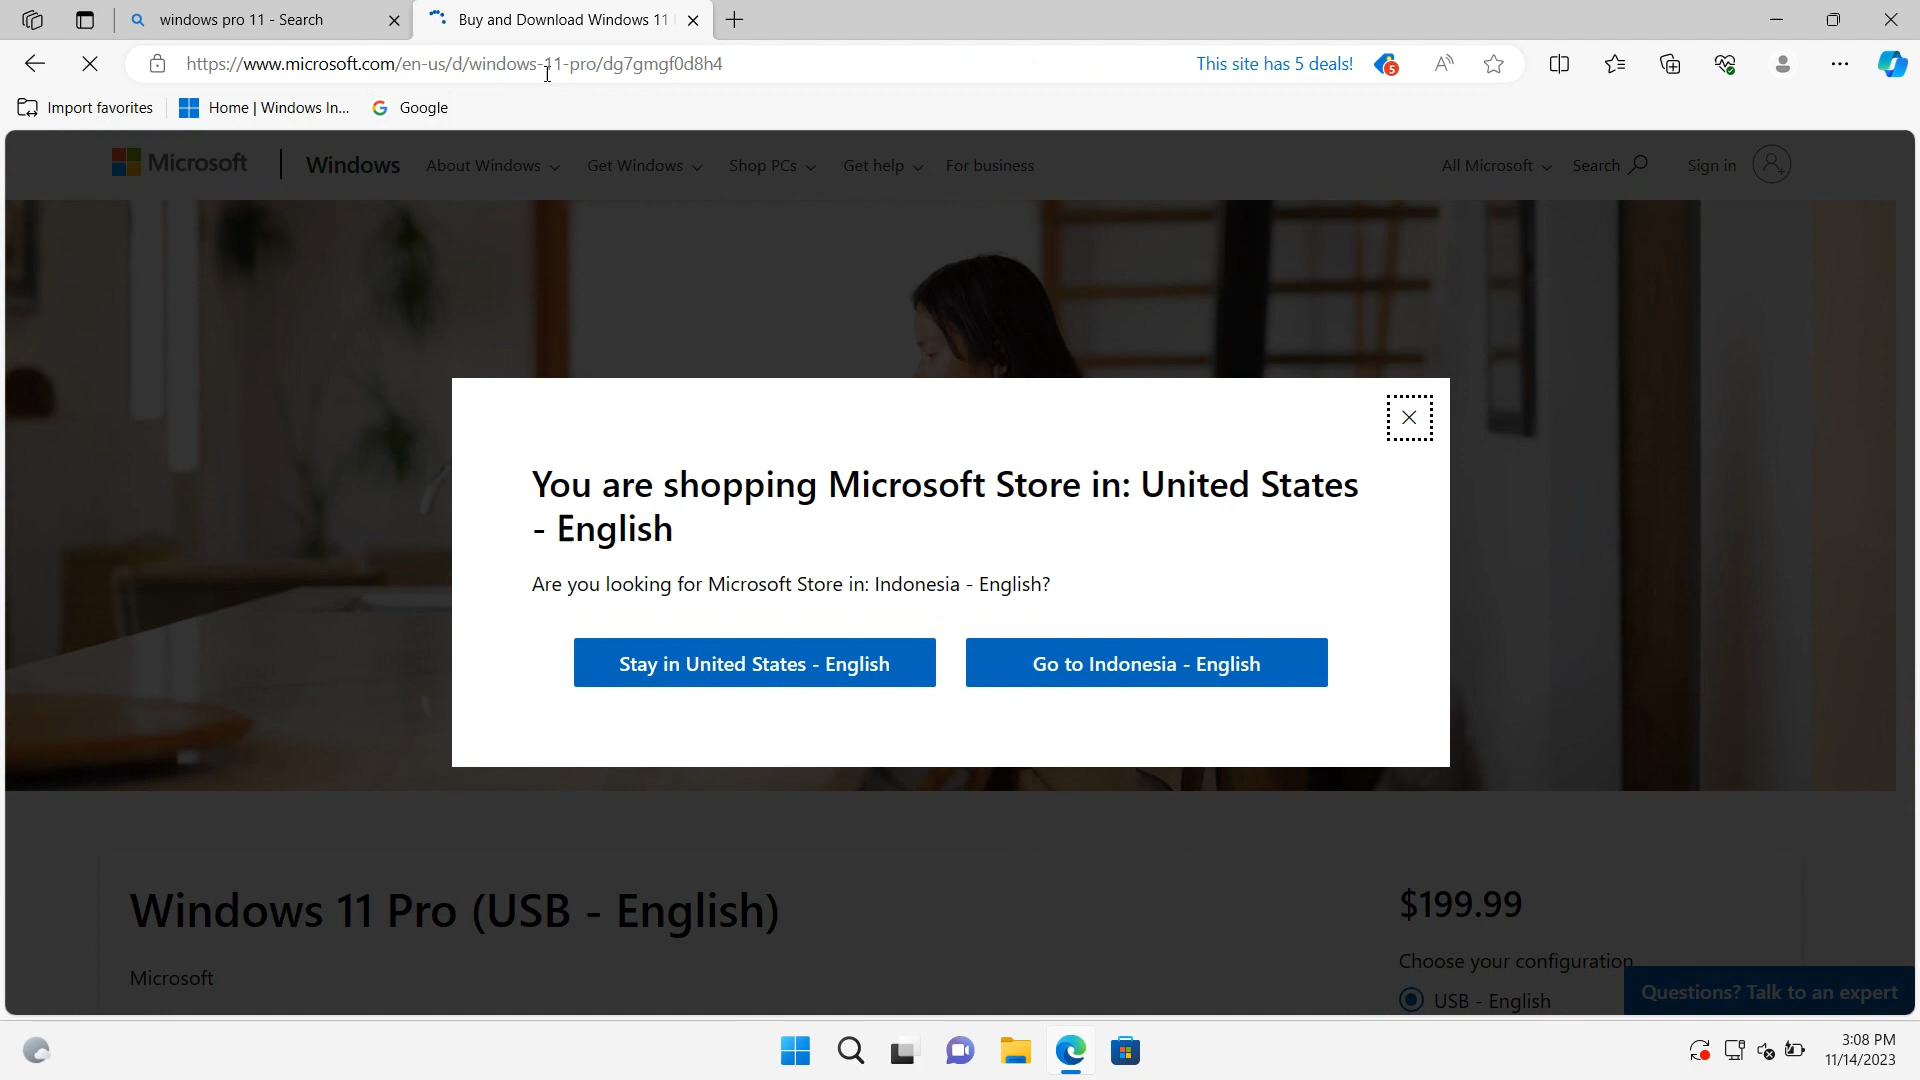 windows pro 11 - Search
Buy and Download Windows 11
https://www.microsoft.com/en-us/d/windows-11-pro/dg7gmgf0d8h4
This site has 5 deals!
5
Import favorites
Home | Windows In...
Google
Microsoft
Windows
About Windows
Get Windows
Shop PCs
Get help
For business
All Microsoft
Search
Sign in
You are shopping Microsoft Store in: United States
- English
Are you looking for Microsoft Store in: Indonesia - English?
Stay in United States - English
Go to Indonesia - English
Windows 11 Pro (USB - English)
$199.99
Microsoft
Choose your configuration
USB - English
Questions? Talk to an expert
3:08 PM
11/14/2023